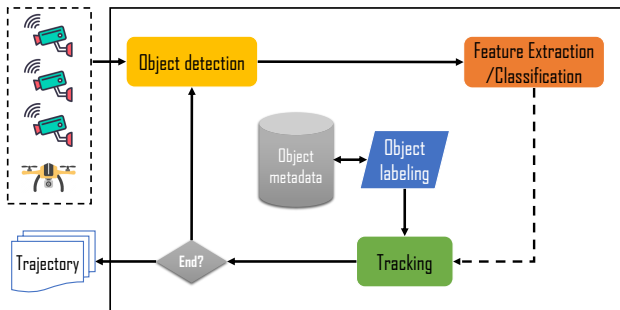 Object detection
Feature Extraction
/Classification
Object
metadata
Object
labeling
Trajectory
End?
Tracking